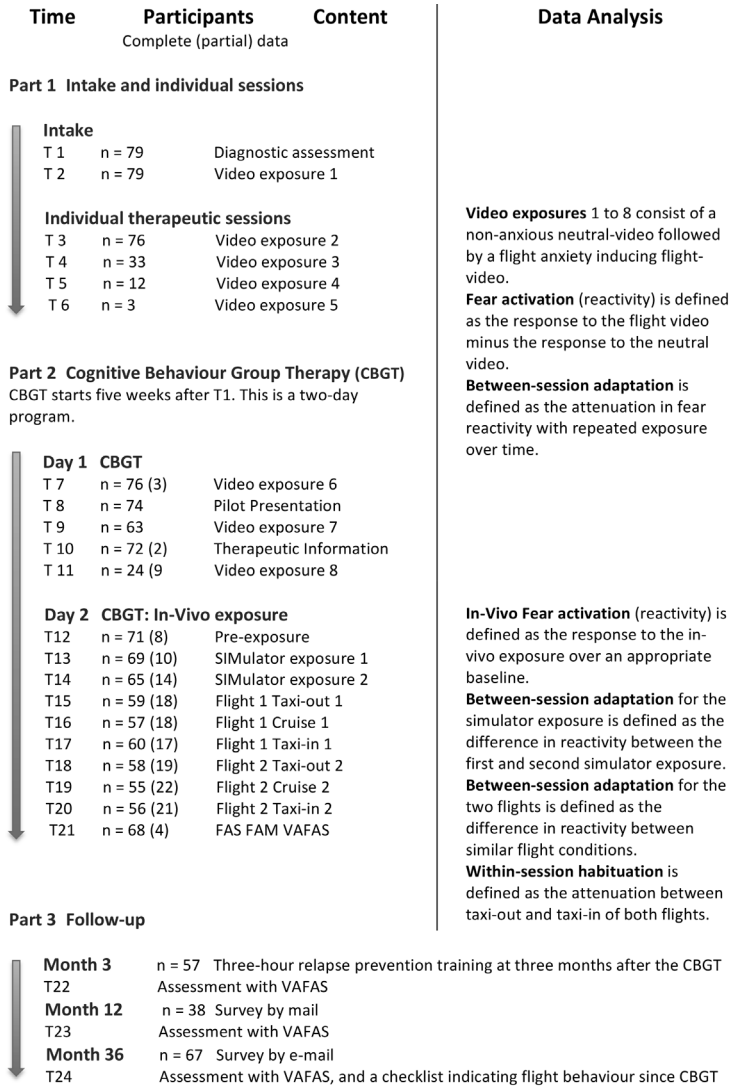 Time Participants Content Data Analysis
Complete (partial) data
Part 1 Intake and individual sessions
Intake
T 1 n = 79 Diagnostic assessment
T 2 n = 79 Video exposure 1
Individual therapeutic sessions
T 3 n = 76 Video exposure 2
T 4 n = 33 Video exposure 3
T 5 n = 12 Video exposure 4
T 6 n = 3 Video exposure 5
Part 2 Cognitive Behaviour Group Therapy (CBGT)
CBGT starts five weeks after T1. This is a two-day
program.
Day 1 CBGT
T 7 n = 76 (3) Video exposure 6
T 8 n = 74 Pilot Presentation
T 9 n = 63 Video exposure 7
T 10 n = 72 (2) Therapeutic Information
T 11 n = 24 (9 Video exposure 8
Day 2 CBGT: In-Vivo exposure
T12 n = 71 (8) Pre-exposure
T13 n = 69 (10) SIMulator exposure 1
T14 n = 65 (14) SIMulator exposure 2
T15 n = 59 (18) Flight 1 Taxi-out 1
T16 n = 57 (18) Flight 1 Cruise 1
T17 n = 60 (17) Flight 1 Taxi-in 1
T18 n = 58 (19) Flight 2 Taxi-out 2
T19 n = 55 (22) Flight 2 Cruise 2
T20 n = 56 (21) Flight 2 Taxi-in 2
T21 n = 68 (4) FAS FAM VAFAS
Video exposures 1 to 8 consist of a
non-anxious neutral-video followed
by a flight anxiety inducing flight-
video.
Fear activation (reactivity) is defined
as the response to the flight video
minus the response to the neutral
video.
Between-session adaptation is
defined as the attenuation in fear
reactivity with repeated exposure
over time.
In-Vivo Fear activation (reactivity) is
defined as the response to the in-
vivo exposure over an appropriate
baseline.
Between-session adaptation for the
simulator exposure is defined as the
difference in reactivity between the
first and second simulator exposure.
Between-session adaptation for the
two flights is defined as the
difference in reactivity between
similar flight conditions.
Within-session habituation is
defined as the attenuation between
taxi-out and taxi-in of both flights.
Part 3 Follow-up
Month 3 n = 57 Three-hour relapse prevention training at three months after the CBGT
T22 Assessment with VAFAS
Month 12 n = 38 Survey by mail
T23 Assessment with VAFAS
Month 36 n = 67 Survey by e-mail
T24 Assessment with VAFAS, and a checklist indicating flight behaviour since CBGT